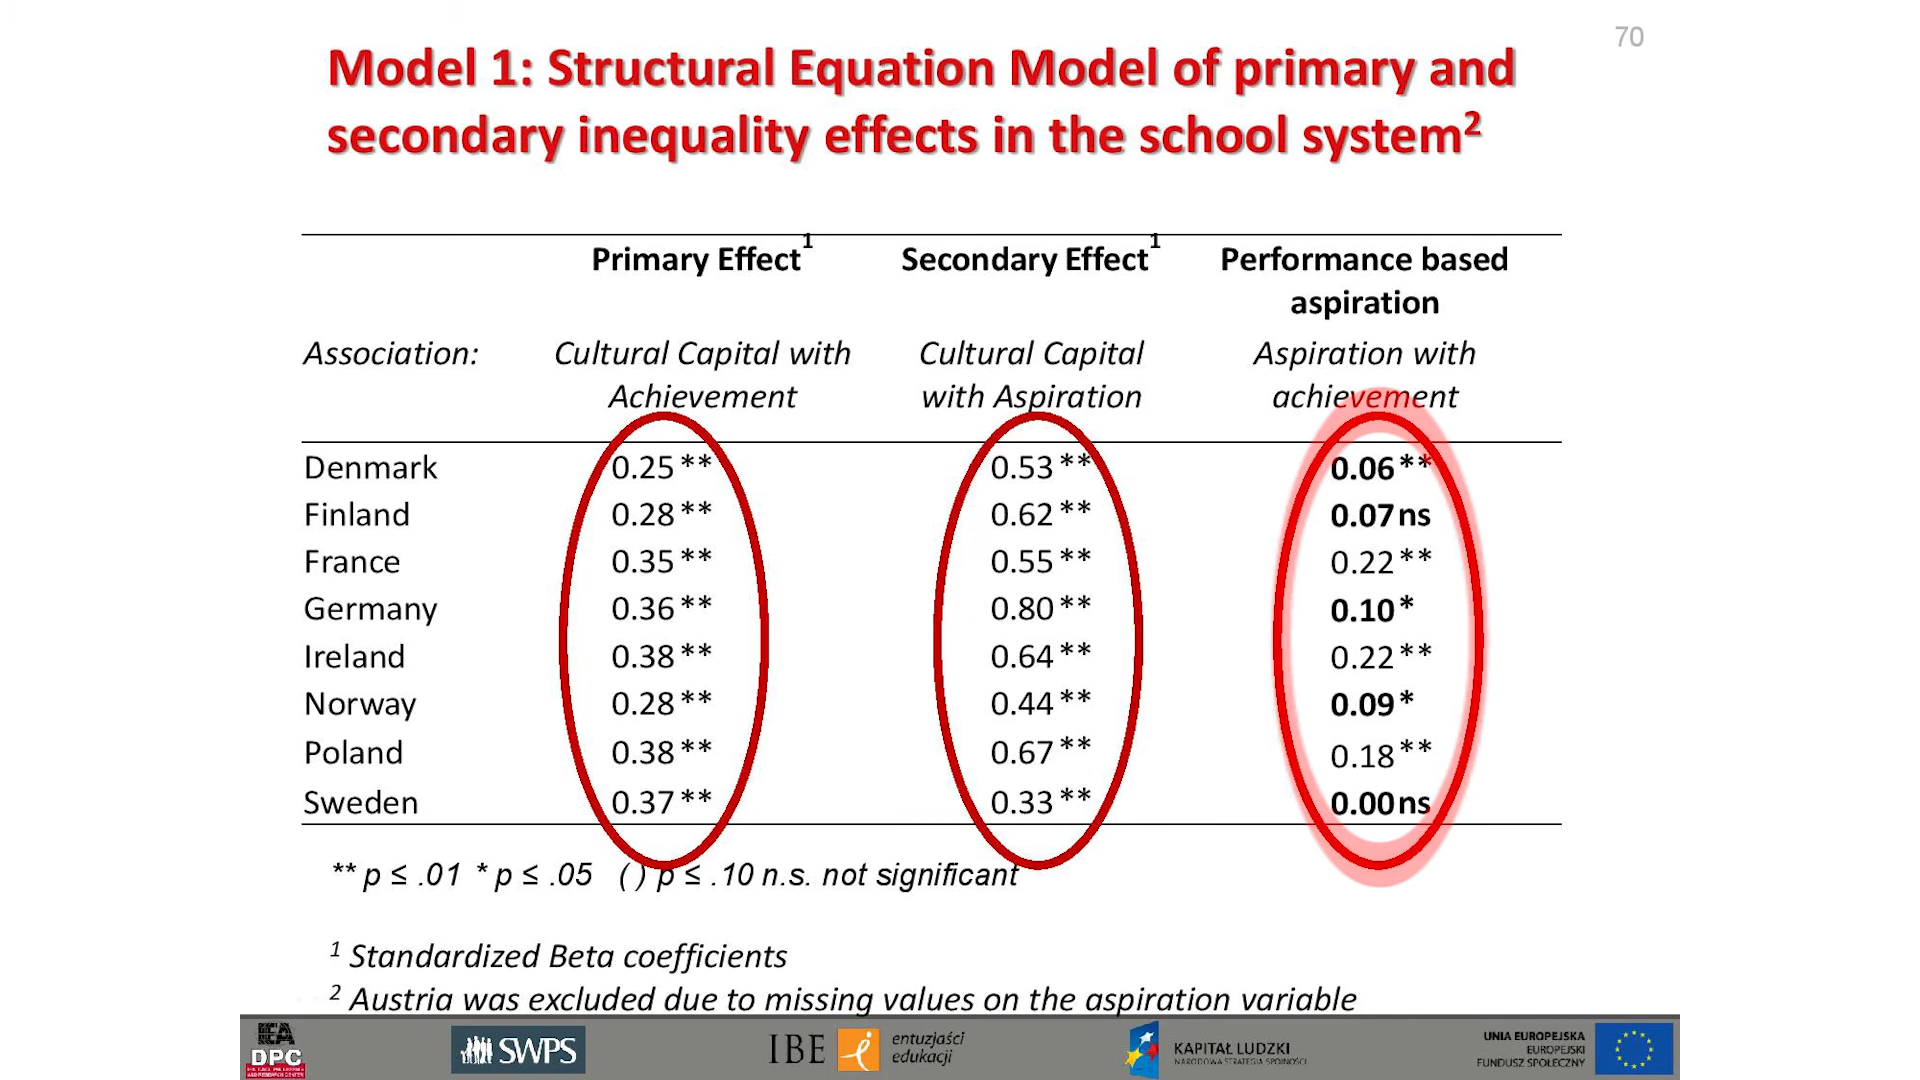 70
Model 1: Structural Equation Model of primary and
secondary inequality effects in the school system²
Primary Effect¹ Secondary Effect¹ Performance based
aspiration
Association: Cultural Capital with Cultural Capital Aspiration with
Achievement with Aspiration achievement
Denmark 0.25** 0.53** 0.06**
Finland 0.28** 0.62** 0.07ns
France 0.35** 0.55** 0.22**
Germany 0.36** 0.80** 0.10*
Ireland 0.38** 0.64** 0.22**
Norway 0.28** 0.44** 0.09*
Poland 0.38** 0.67** 0.18**
Sweden 0.37** 0.33** 0.00ns
** p ≤ .01 * p ≤ .05 ( ) p ≤ .10 n.s. not significant
¹ Standardized Beta coefficients
² Austria was excluded due to missing values on the aspiration variable
IEA
DPC
SWPS
IBE
entuzjaści
edukacji
KAPITAŁ LUDZKI
NARODOWA STRATEGIA SPÓJNOŚCI
UNIA EUROPEJSKA
EUROPEJSKI
FUNDUSZ SPOŁECZNY